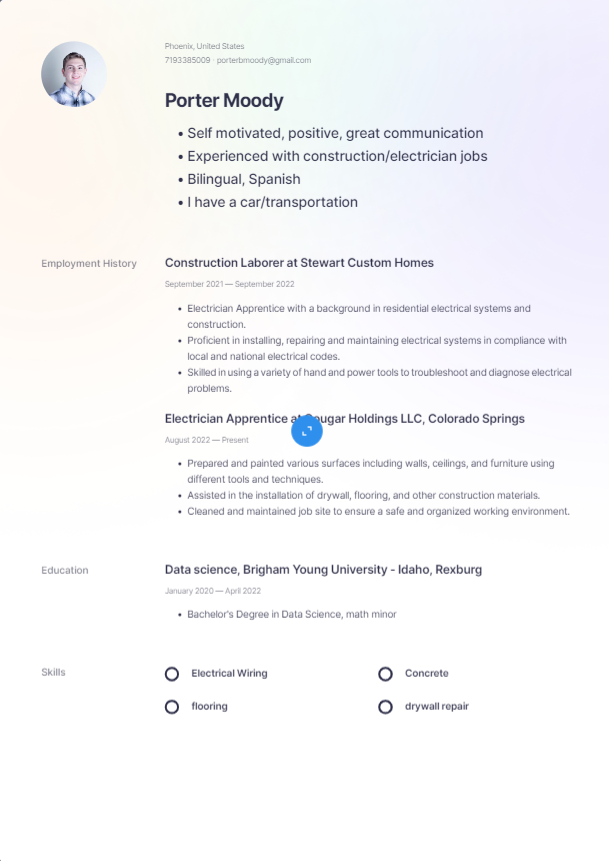 Phoenix, United States
7193385009 · porterbmoody@gmail.com
Porter Moody
• Self motivated, positive, great communication
• Experienced with construction/electrician jobs
• Bilingual, Spanish
• I have a car/transportation
Employment History
Construction Laborer at Stewart Custom Homes
September 2021 — September 2022
• Electrician Apprentice with a background in residential electrical systems and
construction.
• Proficient in installing, repairing and maintaining electrical systems in compliance with
local and national electrical codes.
• Skilled in using a variety of hand and power tools to troubleshoot and diagnose electrical
problems.
Electrician Apprentice at Cougar Holdings LLC, Colorado Springs
August 2022 — Present
• Prepared and painted various surfaces including walls, ceilings, and furniture using
different tools and techniques.
• Assisted in the installation of drywall, flooring, and other construction materials.
• Cleaned and maintained job site to ensure a safe and organized working environment.
Education
Data science, Brigham Young University - Idaho, Rexburg
January 2020 — April 2022
• Bachelor's Degree in Data Science, math minor
Skills
Electrical Wiring
Concrete
flooring
drywall repair